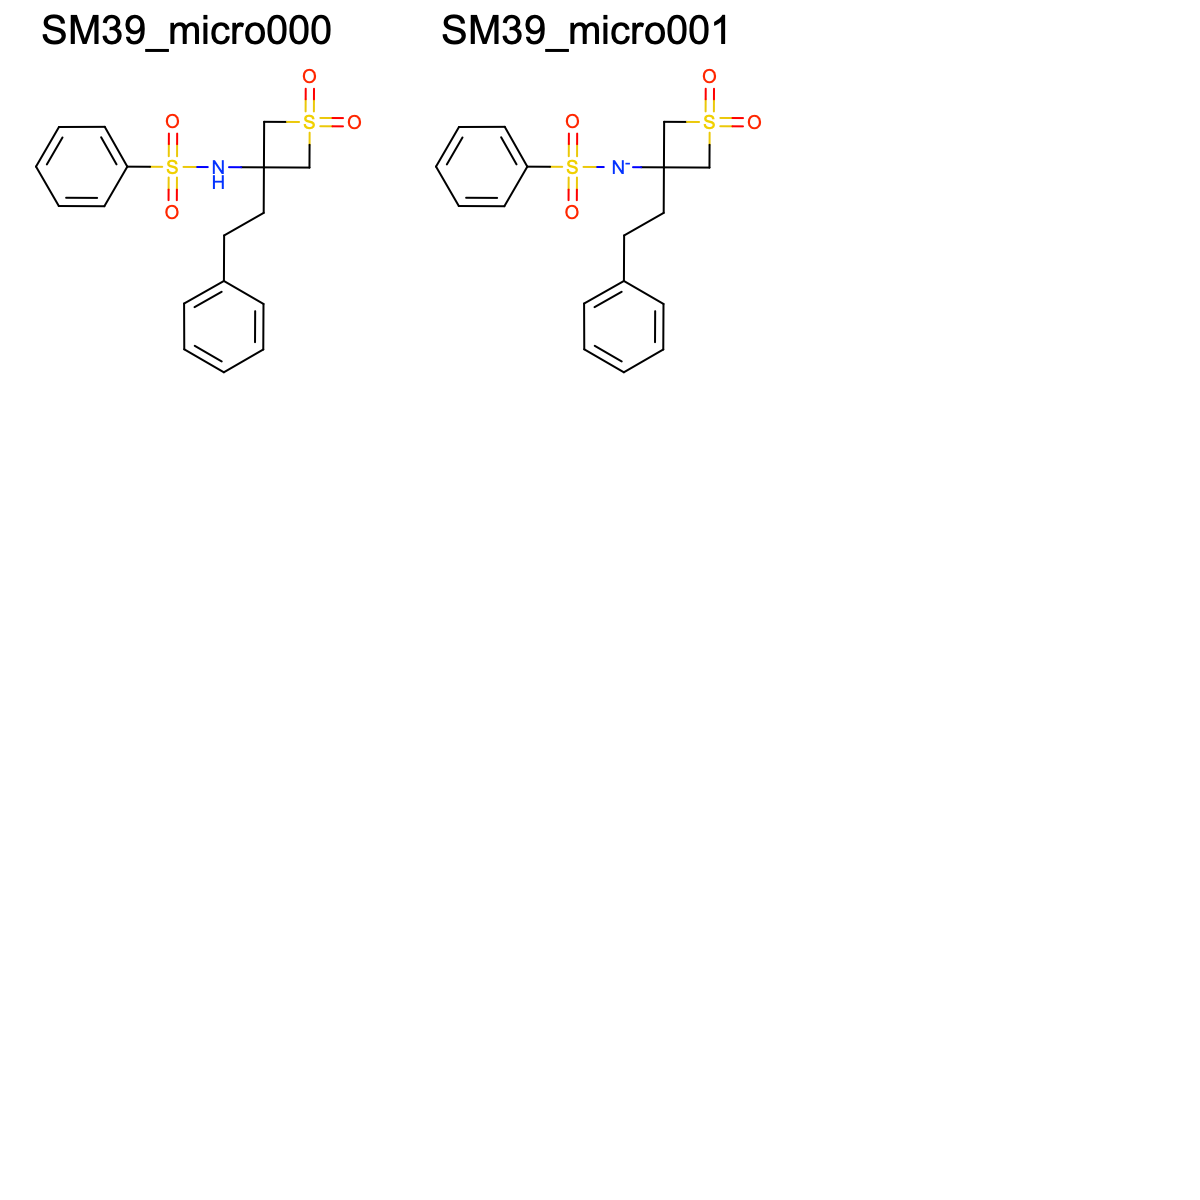 SM39_micro000 SM39_micro001
O O
O S O O S O
S N S N-
H
O O